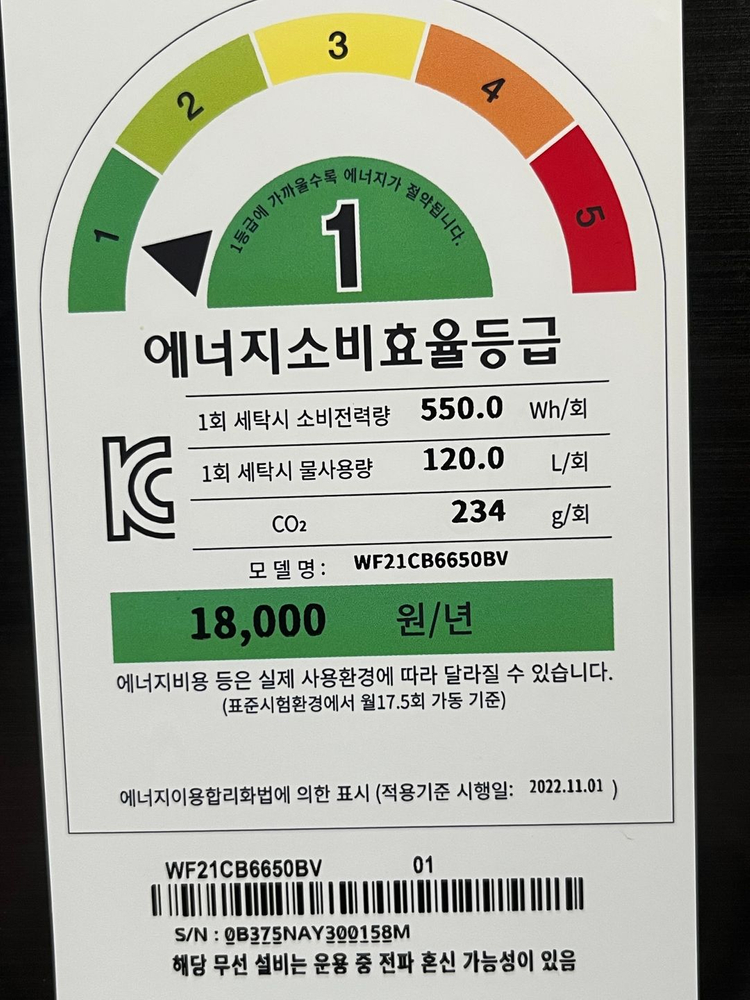 1
2
3
4
5
1등급에 가까울수록 에너지가 절약됩니다.
1
에너지소비효율등급
1회 세탁시 소비전력량 550.0 Wh/회
1회 세탁시 물사용량 120.0 L/회
CO₂ 234 g/회
모 델 명 : WF21CB6650BV
18,000 원/년
에너지비용 등은 실제 사용환경에 따라 달라질 수 있습니다.
(표준시험환경에서 월17.5회 가동 기준)
에너지이용합리화법에 의한 표시 (적용기준 시행일: 2022.11.01 )
WF21CB6650BV 01
S/N : 0B375NAY300158M
해당 무선 설비는 운용 중 전파 혼신 가능성이 있음